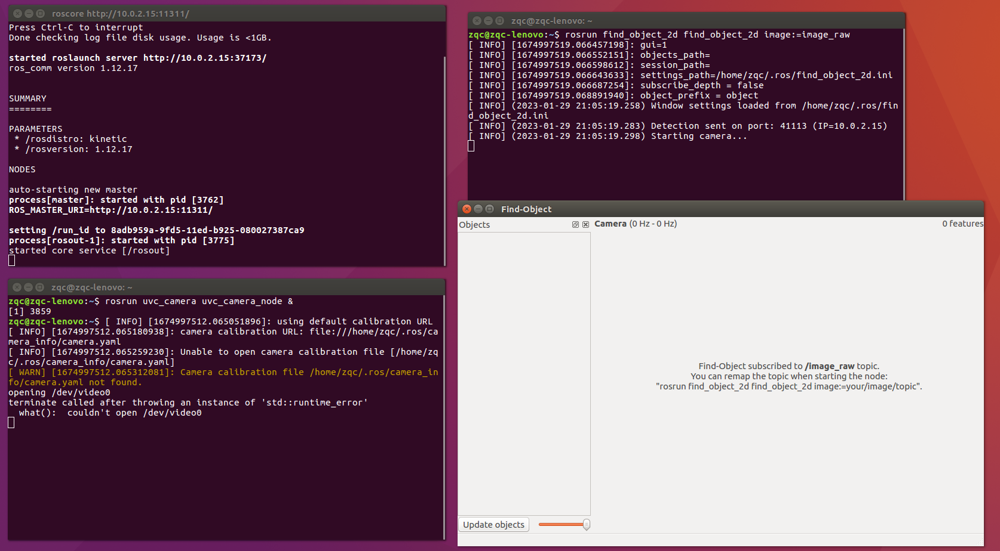 roscore http://10.0.2.15:11311/
Press Ctrl-C to interrupt
Done checking log file disk usage. Usage is <1GB.
started roslaunch server http://10.0.2.15:37173/
ros_comm version 1.12.17
SUMMARY
========
PARAMETERS
* /rosdistro: kinetic
* /rosversion: 1.12.17
NODES
auto-starting new master
process[master]: started with pid [3762]
ROS_MASTER_URI=http://10.0.2.15:11311/
setting /run_id to 8adb959a-9fd5-11ed-b925-080027387ca9
process[rosout-1]: started with pid [3775]
started core service [/rosout]
zqc@zqc-lenovo: ~
zqc@zqc-lenovo:~$ rosrun find_object_2d find_object_2d image:=image_raw
[ INFO] [1674997519.066457198]: gui=1
[ INFO] [1674997519.066552151]: objects_path=
[ INFO] [1674997519.066598612]: session_path=
[ INFO] [1674997519.066643633]: settings_path=/home/zqc/.ros/find_object_2d.ini
[ INFO] [1674997519.066687254]: subscribe_depth = false
[ INFO] [1674997519.068891940]: object_prefix = object
[ INFO] (2023-01-29 21:05:19.258) Window settings loaded from /home/zqc/.ros/fin
d_object_2d.ini
[ INFO] (2023-01-29 21:05:19.283) Detection sent on port: 41113 (IP=10.0.2.15)
[ INFO] (2023-01-29 21:05:19.298) Starting camera...
zqc@zqc-lenovo: ~
zqc@zqc-lenovo:~$ rosrun uvc_camera uvc_camera_node &
[1] 3859
zqc@zqc-lenovo:~$ [ INFO] [1674997512.065051896]: using default calibration URL
[ INFO] [1674997512.065180938]: camera calibration URL: file:///home/zqc/.ros/ca
mera_info/camera.yaml
[ INFO] [1674997512.065259230]: Unable to open camera calibration file [/home/zq
c/.ros/camera_info/camera.yaml]
[ WARN] [1674997512.065312081]: Camera calibration file /home/zqc/.ros/camera_in
fo/camera.yaml not found.
opening /dev/video0
terminate called after throwing an instance of 'std::runtime_error'
what():  couldn't open /dev/video0
Find-Object
Objects
Camera (0 Hz - 0 Hz)
0 features
Find-Object subscribed to /image_raw topic.
You can remap the topic when starting the node:
"rosrun find_object_2d find_object_2d image:=your/image/topic".
Update objects